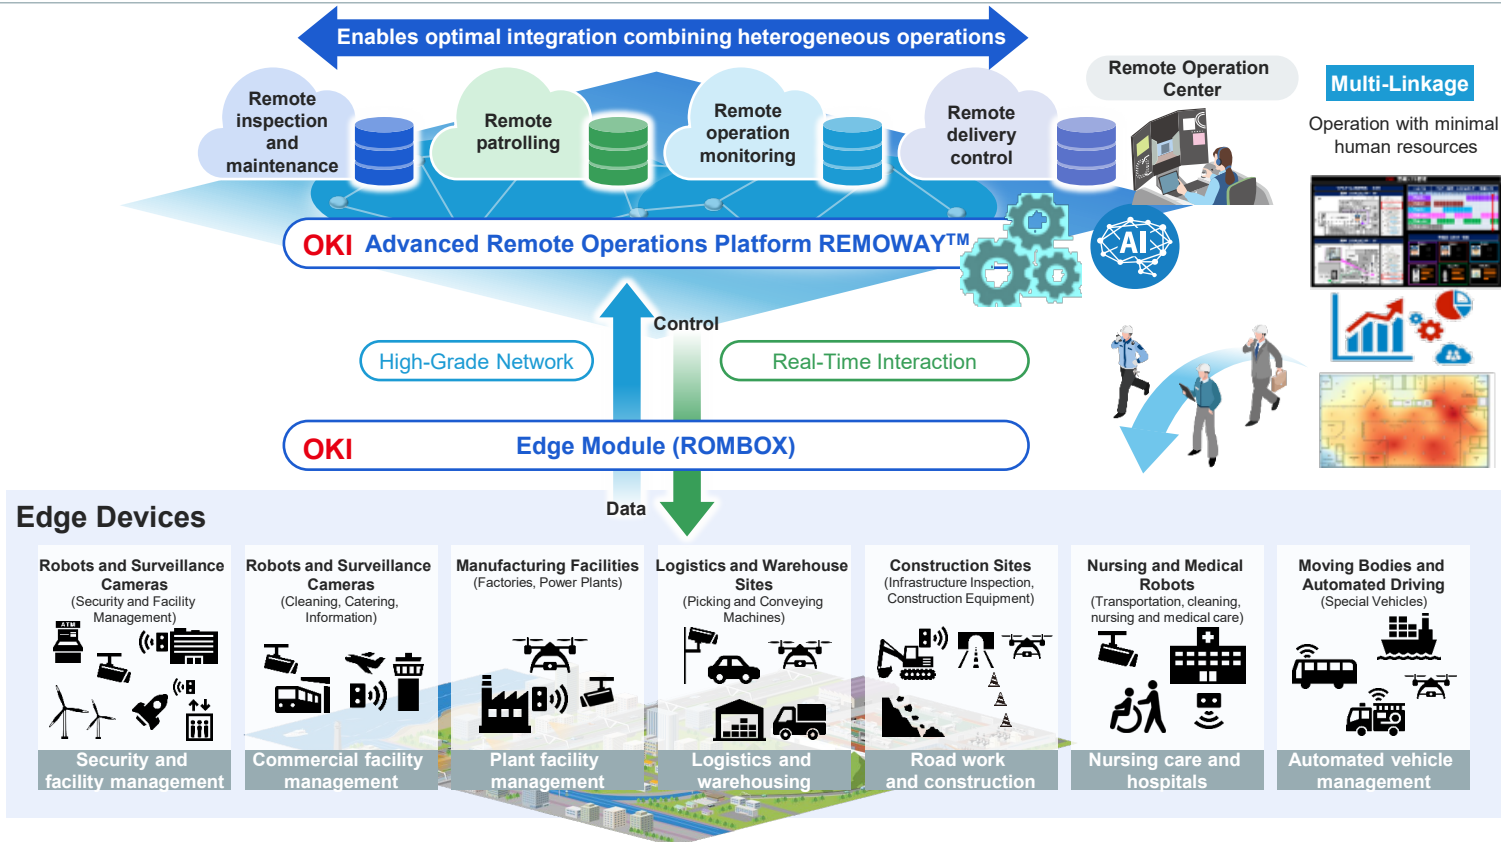 Enables optimal integration combining heterogeneous operations
Remote
inspection
and
maintenance
Remote
patrolling
Remote
operation
monitoring
Remote
delivery
control
Remote Operation
Center
Multi-Linkage
Operation with minimal
human resources
OKI Advanced Remote Operations Platform REMOWAY™
AI
Control
High-Grade Network
Real-Time Interaction
OKI Edge Module (ROMBOX)
Data
Edge Devices
Robots and Surveillance
Cameras
(Security and Facility
Management)
ATM
Security and
facility management
Robots and Surveillance
Cameras
(Cleaning, Catering,
Information)
Commercial facility
management
Manufacturing Facilities
(Factories, Power Plants)
Plant facility
management
Logistics and Warehouse
Sites
(Picking and Conveying
Machines)
Logistics and
warehousing
Construction Sites
(Infrastructure Inspection,
Construction Equipment)
Road work
and construction
Nursing and Medical
Robots
(Transportation, cleaning,
nursing and medical care)
Nursing care and
hospitals
Moving Bodies and
Automated Driving
(Special Vehicles)
Automated vehicle
management